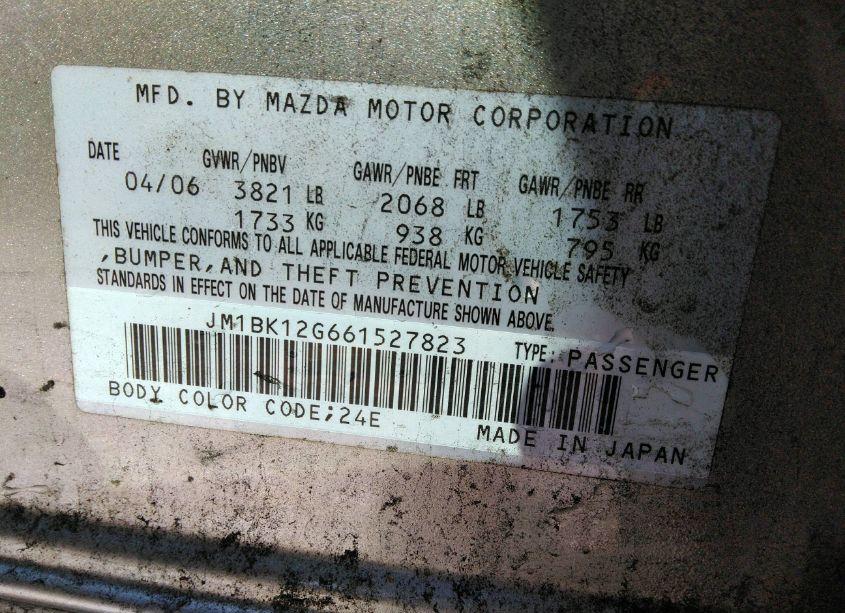 MFD. BY MAZDA MOTOR CORPORATION
DATE GVWR/PNBV GAWR/PNBE FRT GAWR/PNBE RR
04/06 3821 LB 2068 LB 1753 LB
1733 KG 938 KG 795 KG
THIS VEHICLE CONFORMS TO ALL APPLICABLE FEDERAL MOTOR VEHICLE SAFETY
,BUMPER,AND THEFT PREVENTION
STANDARDS IN EFFECT ON THE DATE OF MANUFACTURE SHOWN ABOVE.
JM1BK12G661527823 TYPE: PASSENGER
BODY COLOR CODE;24E
MADE IN JAPAN